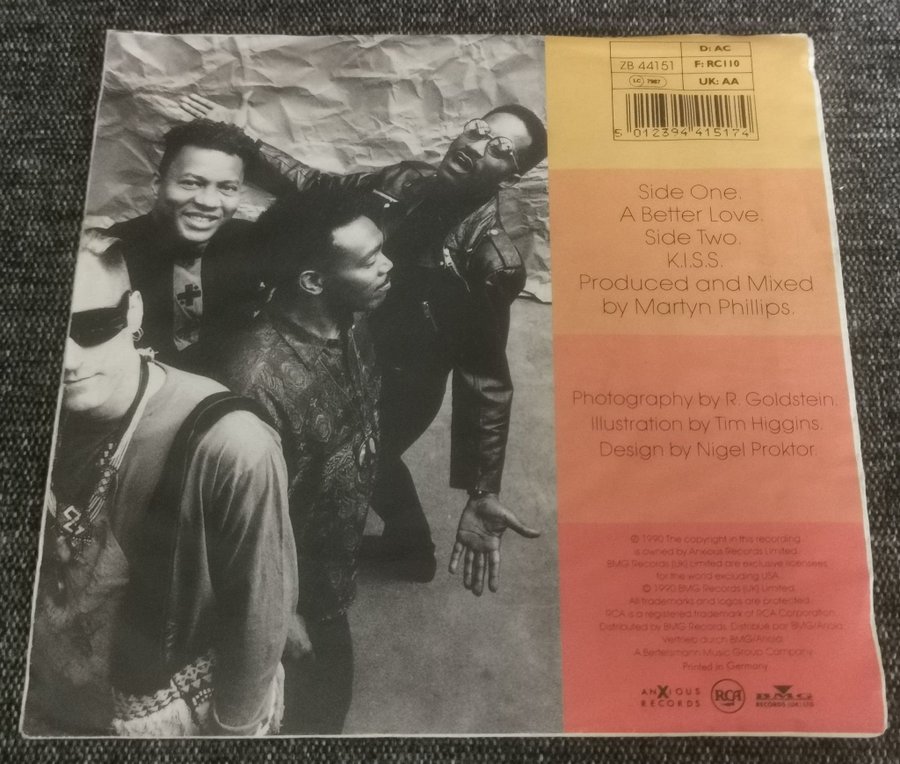 ZB 44151
LC 7987
D: AC
F: RC110
UK: AA
5 012394 415174
Side One.
A Better Love.
Side Two.
K.I.S.S.
Produced and Mixed
by Martyn Phillips.
Photography by R. Goldstein.
Illustration by Tim Higgins.
Design by Nigel Proktor.
℗ 1990 The copyright in this recording
is owned by Anxious Records Limited.
BMG Records (UK) Limited are exclusive licensees
for the world excluding USA.
© 1990 BMG Records (UK) Limited.
All trademarks and logos are protected.
RCA is a registered trademark of RCA Corporation.
Distributed by BMG Records. Distribué par BMG/Ariola.
Vertrieb durch BMG/Ariola.
A Bertelsmann Music Group Company.
Printed in Germany.
ANXIOUS
RECORDS
RCA
BMG
RECORDS (UK) LTD